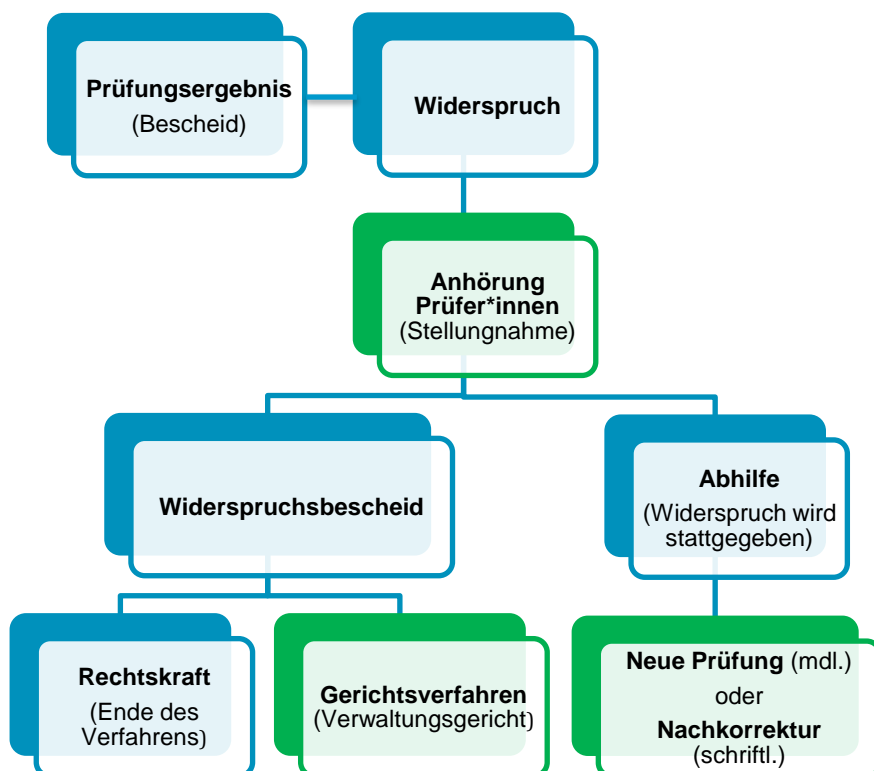 Prüfungsergebnis
(Bescheid)
Widerspruch
Anhörung
Prüfer*innen
(Stellungnahme)
Widerspruchsbescheid
Abhilfe
(Widerspruch wird
stattgegeben)
Rechtskraft
(Ende des
Verfahrens)
Gerichtsverfahren
(Verwaltungsgericht)
Neue Prüfung (mdl.)
oder
Nachkorrektur
(schriftl.)